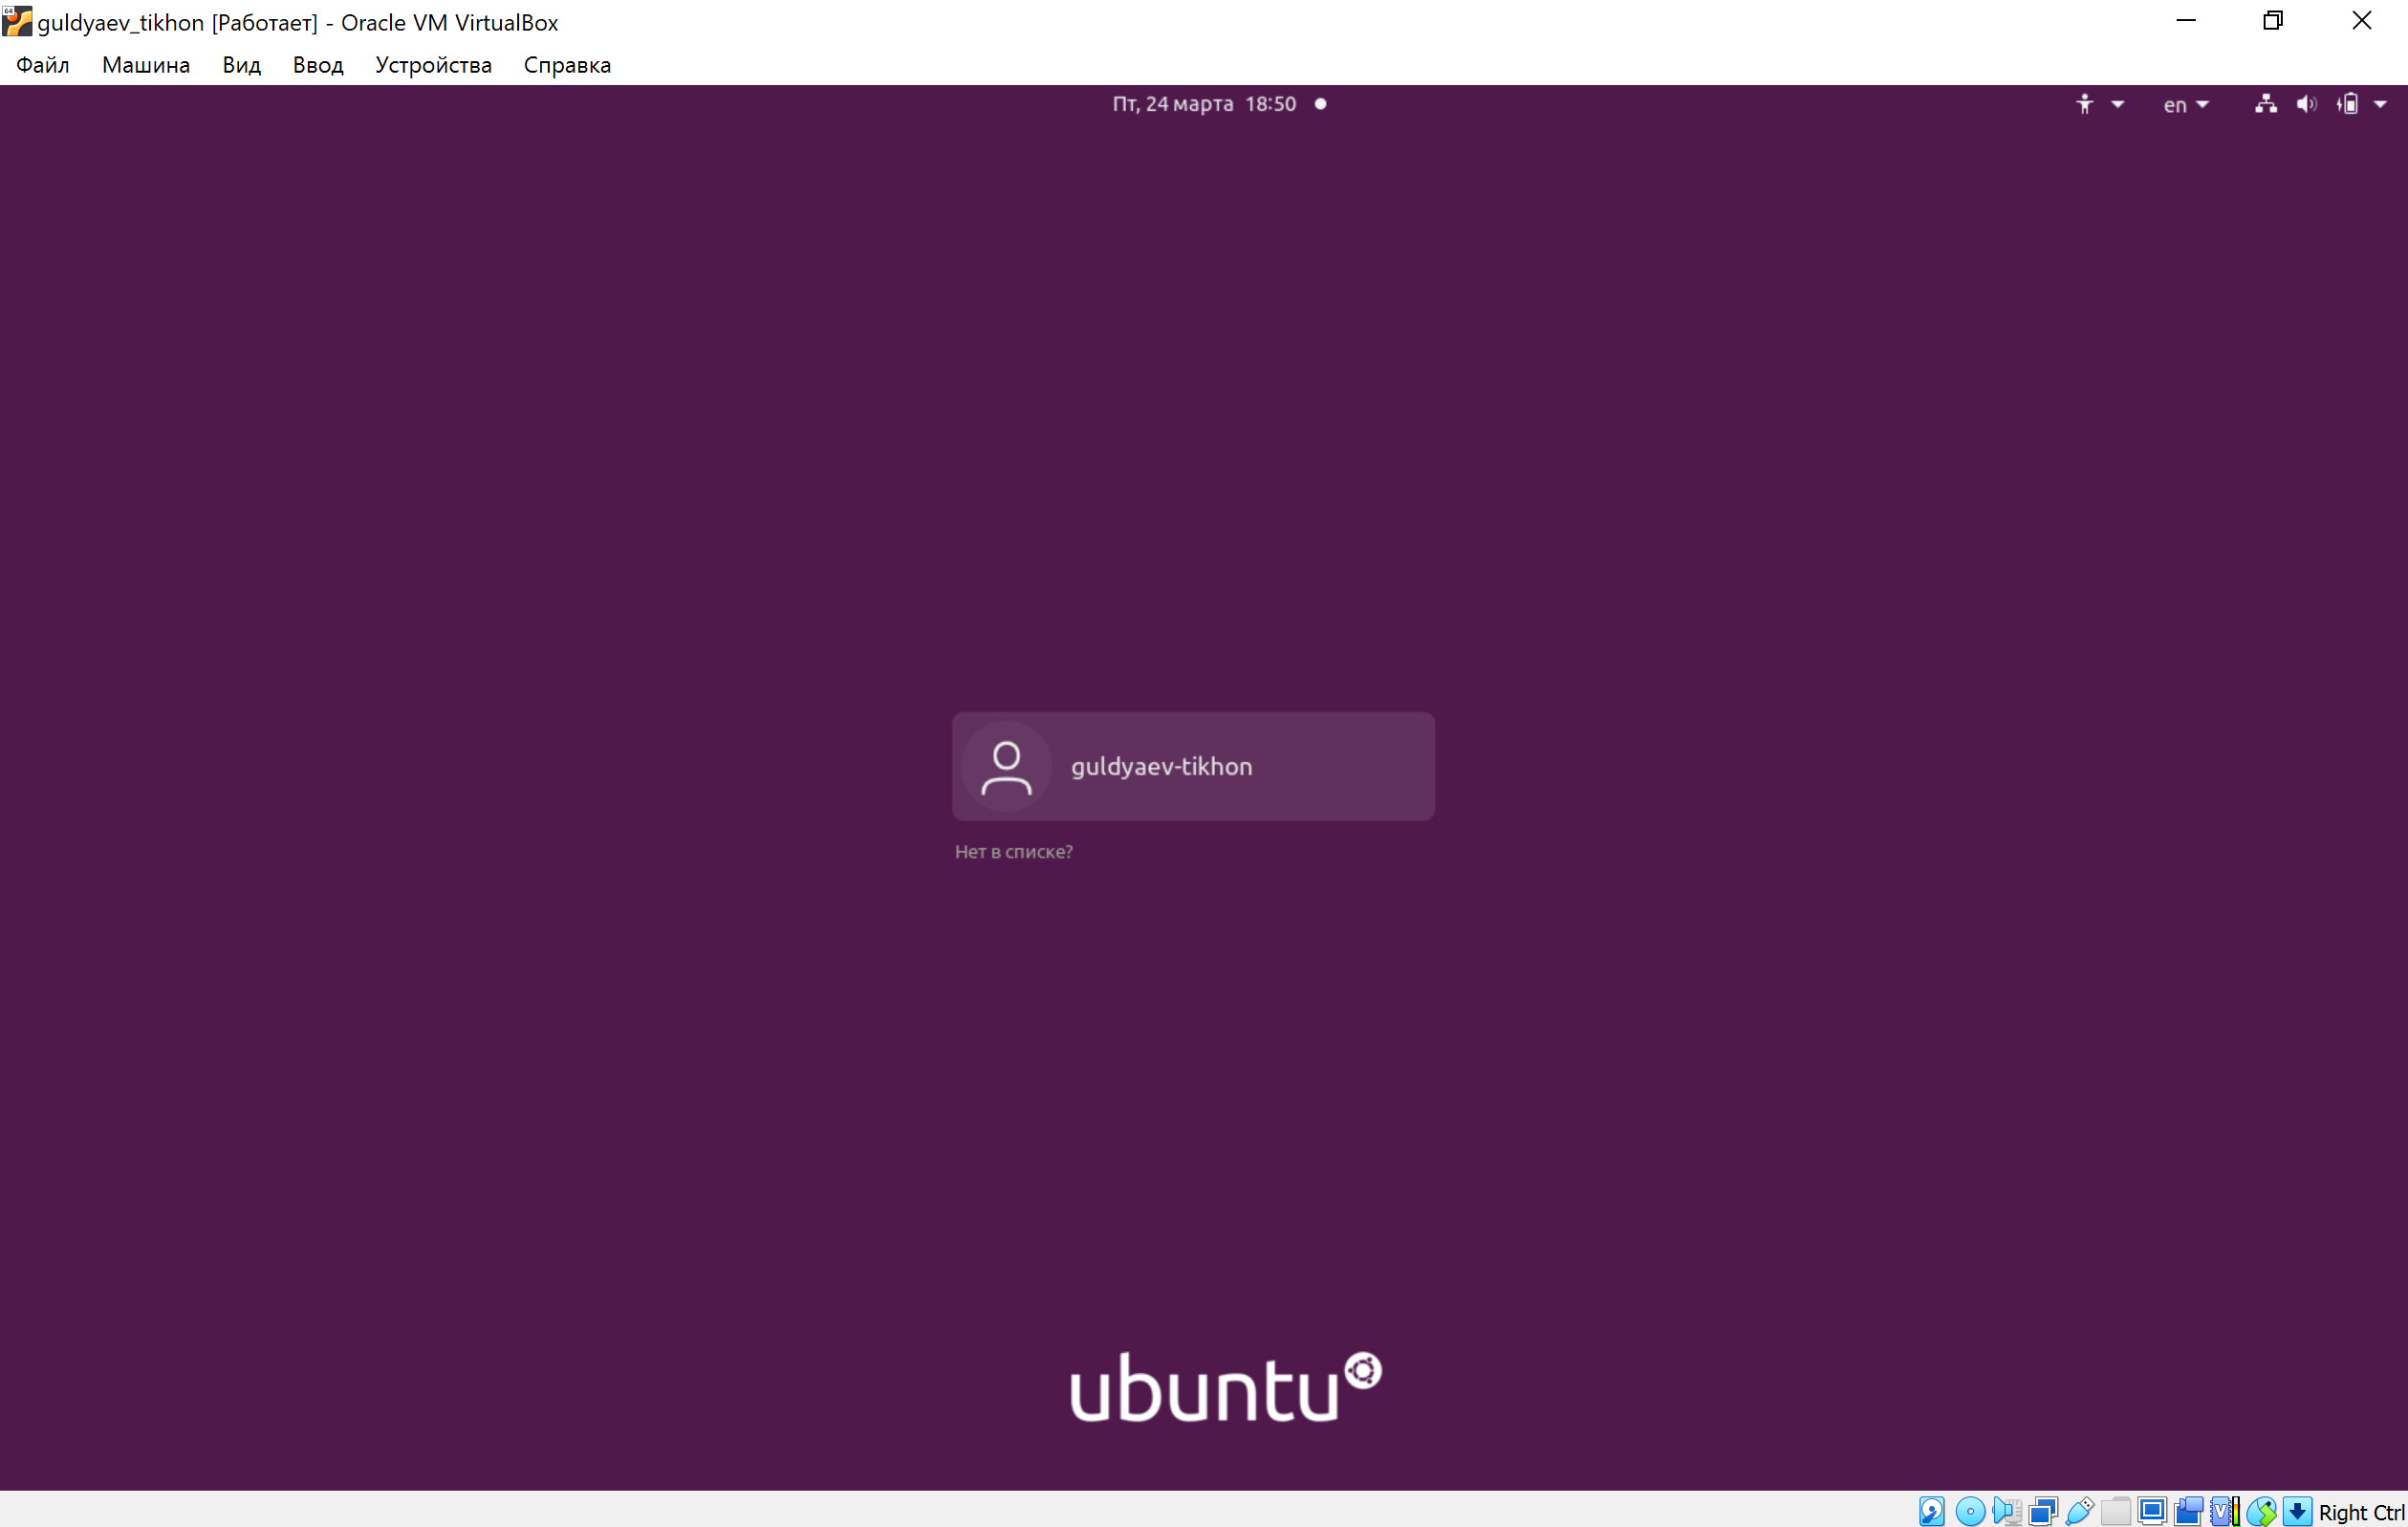 guldyaev_tikhon [Работает] - Oracle VM VirtualBox
Файл Машина Вид Ввод Устройства Справка
Пт, 24 марта 18:50
en
guldyaev-tikhon
Нет в списке?
ubuntu
Right Ctrl